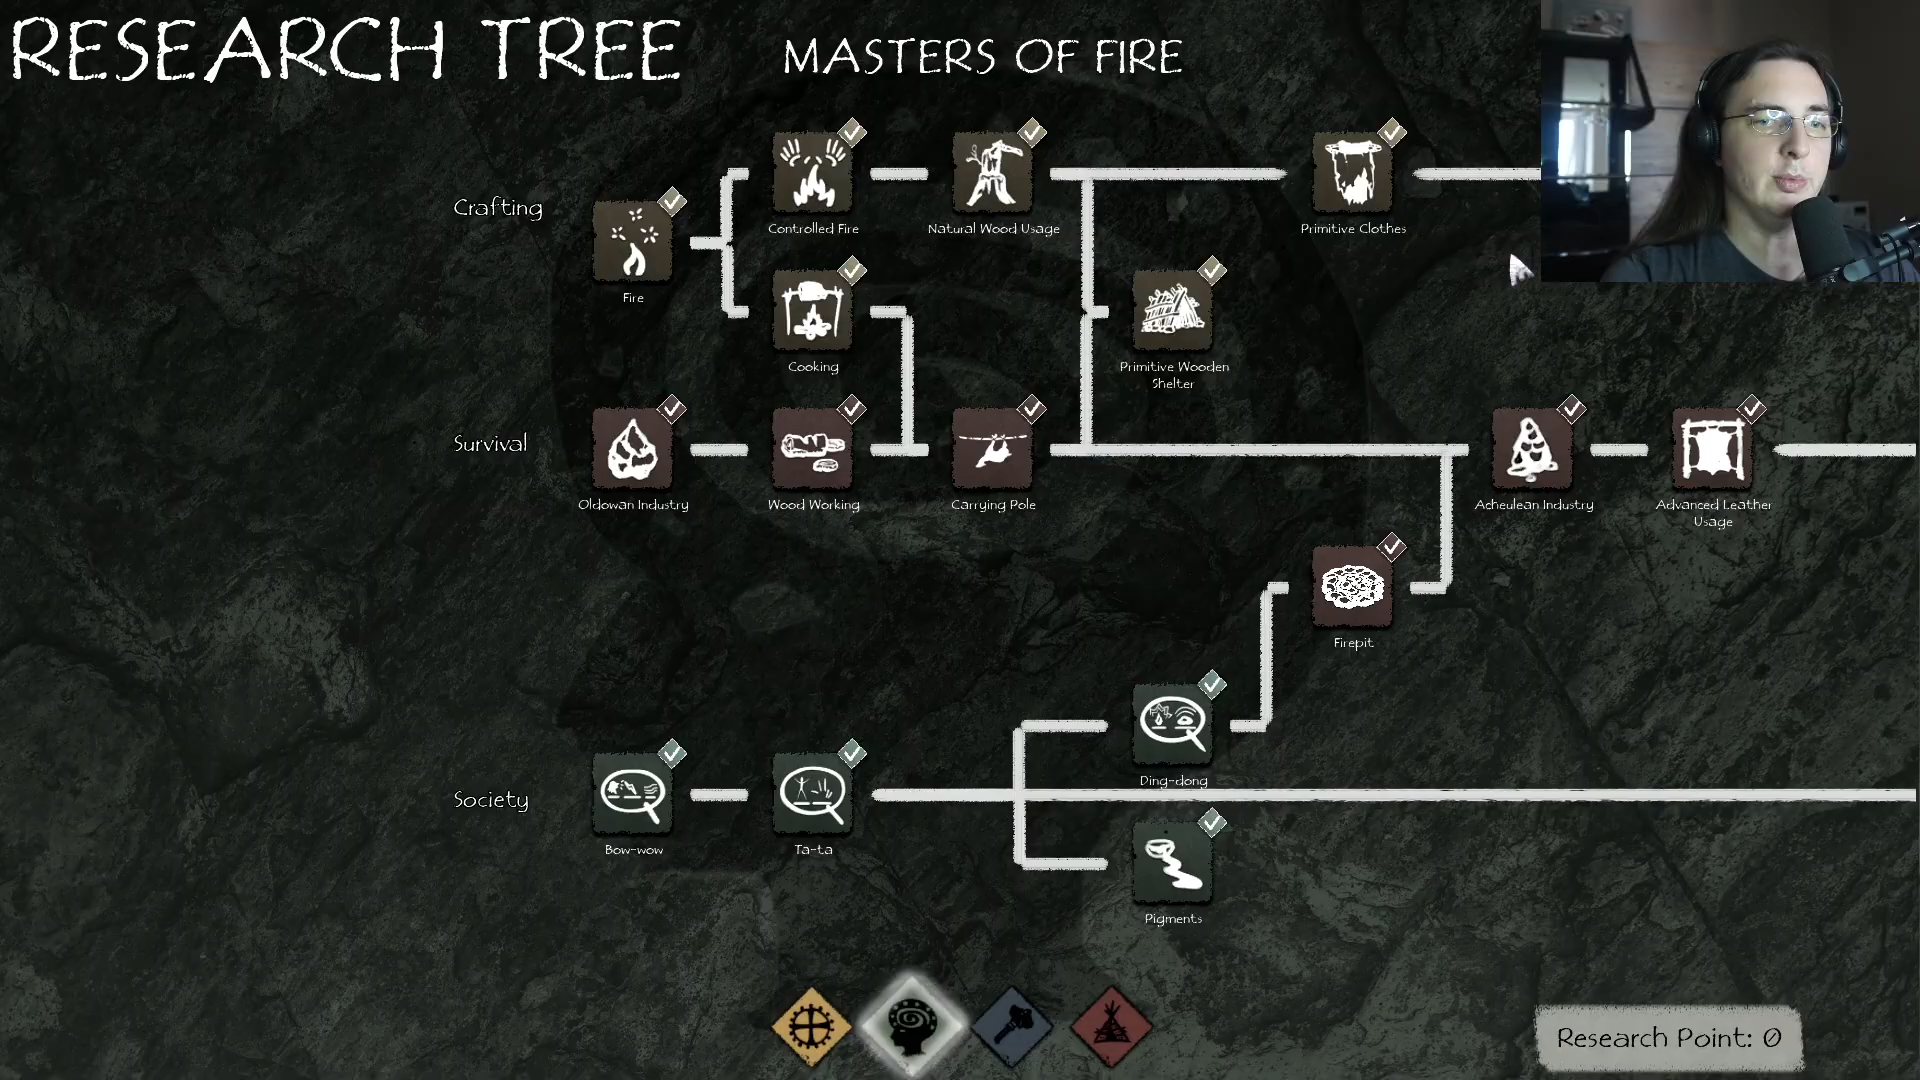 RESEARCH TREE
MASTERS OF FIRE
Crafting
Fire
Controlled Fire
Natural Wood Usage
Primitive Clothes
Cooking
Primitive Wooden
Shelter
Survival
Oldowan Industry
Wood Working
Carrying Pole
Acheulean Industry
Advanced Leather
Usage
Firepit
Society
Bow-wow
Ta-ta
Ding-dong
Pigments
Research Point: 0